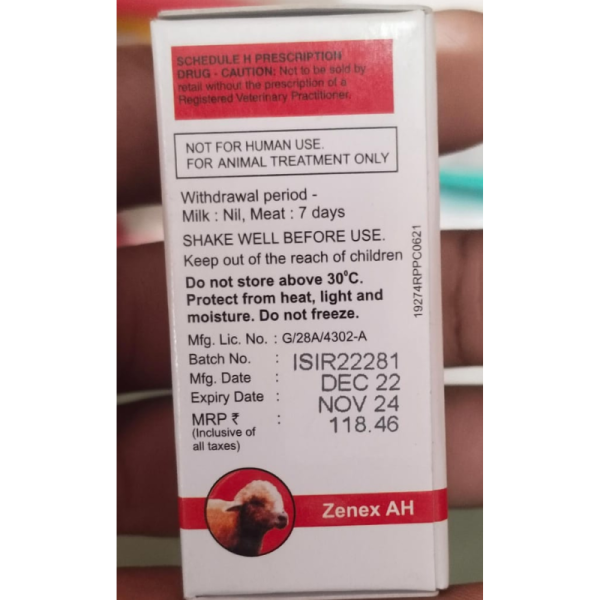 SCHEDULE H PRESCRIPTION
DRUG - CAUTION: Not to be sold by
retail without the prescription of a
Registered Veterinary Practitioner.
NOT FOR HUMAN USE.
FOR ANIMAL TREATMENT ONLY
Withdrawal period -
Milk : Nil, Meat : 7 days
SHAKE WELL BEFORE USE.
Keep out of the reach of children
Do not store above 30°C.
Protect from heat, light and
moisture. Do not freeze.
Mfg. Lic. No. : G/28A/4302-A
Batch No. : ISIR22281
Mfg. Date : DEC 22
Expiry Date : NOV 24
MRP ₹ : 118.46
(Inclusive of
all taxes)
19274RPPC0621
Zenex AH